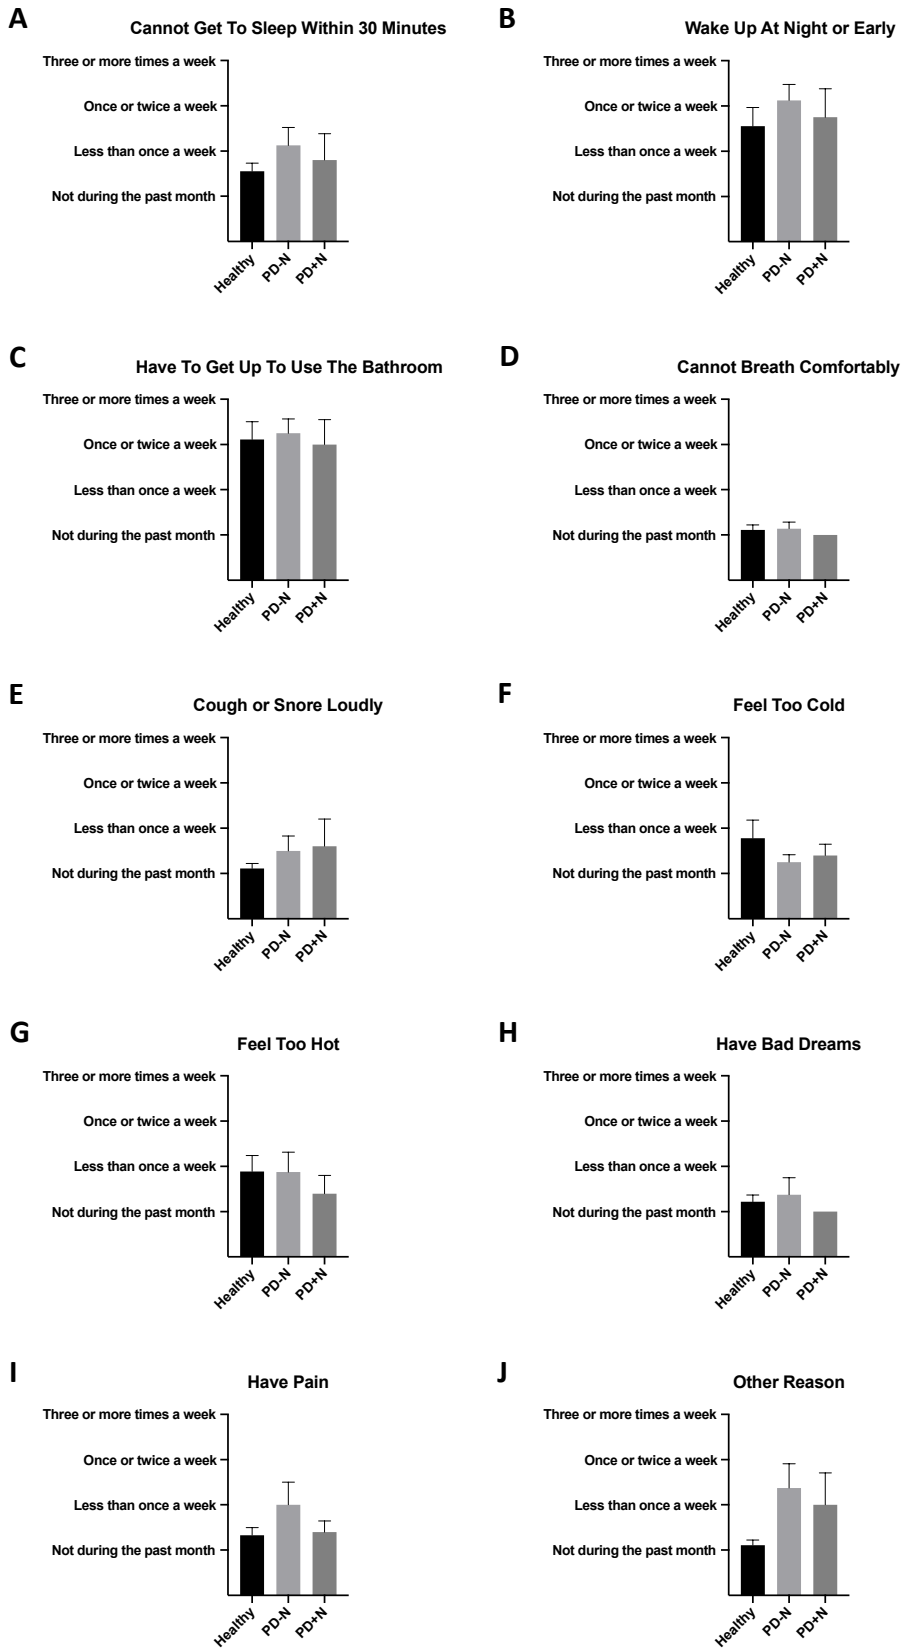 A
Cannot Get To Sleep Within 30 Minutes
Three or more times a week
Once or twice a week
Less than once a week
Not during the past month
Healthy
PD-N
PD+N
B
Wake Up At Night or Early
Three or more times a week
Once or twice a week
Less than once a week
Not during the past month
Healthy
PD-N
PD+N
C
Have To Get Up To Use The Bathroom
Three or more times a week
Once or twice a week
Less than once a week
Not during the past month
Healthy
PD-N
PD+N
D
Cannot Breath Comfortably
Three or more times a week
Once or twice a week
Less than once a week
Not during the past month
Healthy
PD-N
PD+N
E
Cough or Snore Loudly
Three or more times a week
Once or twice a week
Less than once a week
Not during the past month
Healthy
PD-N
PD+N
F
Feel Too Cold
Three or more times a week
Once or twice a week
Less than once a week
Not during the past month
Healthy
PD-N
PD+N
G
Feel Too Hot
Three or more times a week
Once or twice a week
Less than once a week
Not during the past month
Healthy
PD-N
PD+N
H
Have Bad Dreams
Three or more times a week
Once or twice a week
Less than once a week
Not during the past month
Healthy
PD-N
PD+N
I
Have Pain
Three or more times a week
Once or twice a week
Less than once a week
Not during the past month
Healthy
PD-N
PD+N
J
Other Reason
Three or more times a week
Once or twice a week
Less than once a week
Not during the past month
Healthy
PD-N
PD+N